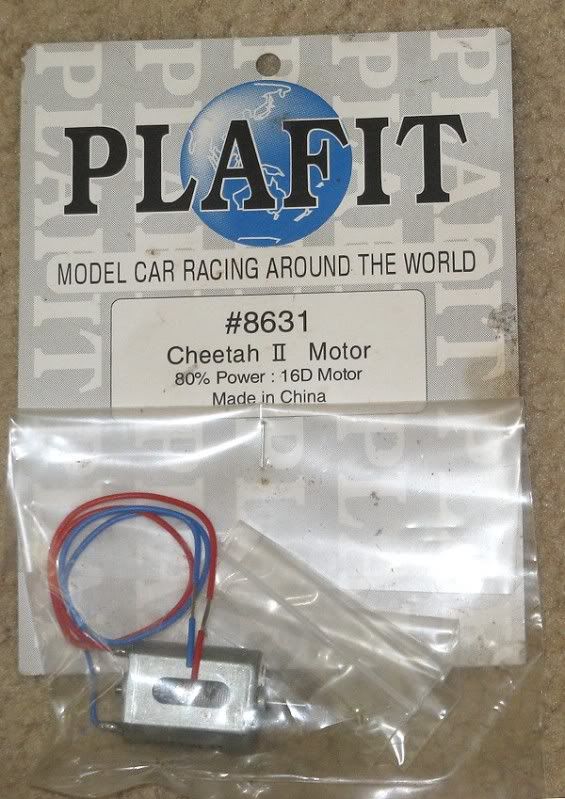 PLAFIT
MODEL CAR RACING AROUND THE WORLD
#8631
Cheetah II Motor
80% Power : 16D Motor
Made in China